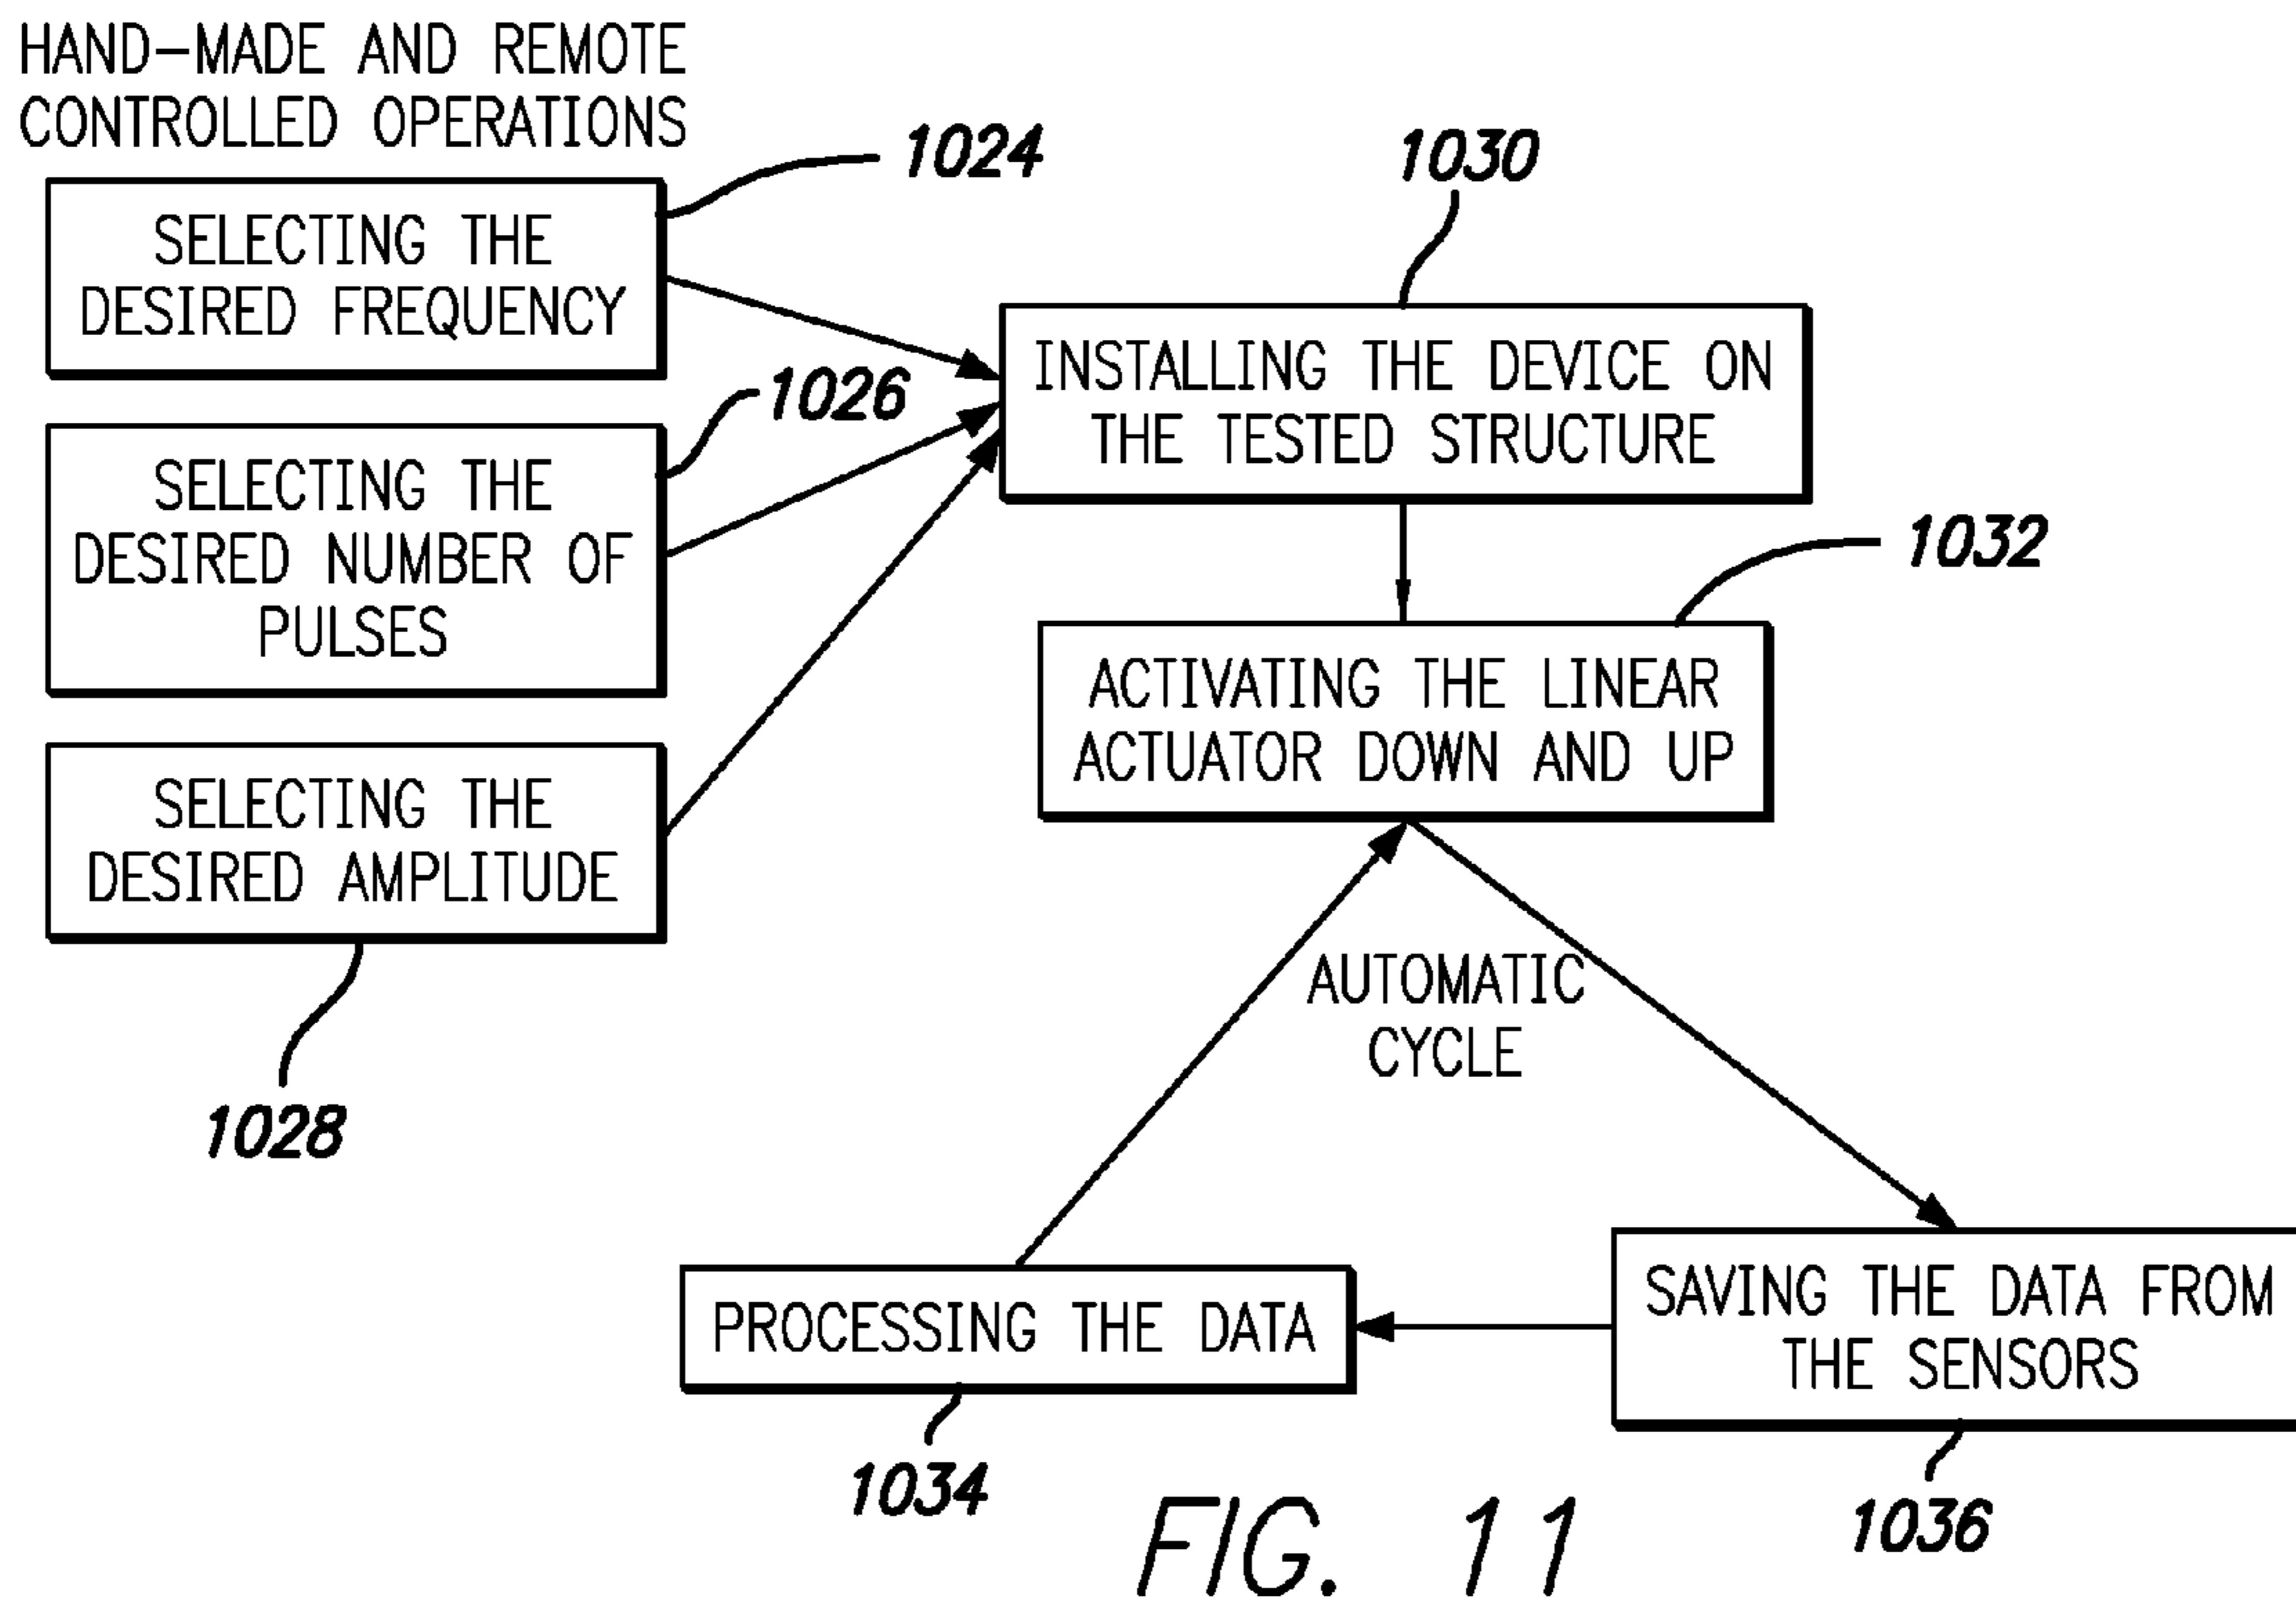 HAND-MADE AND REMOTE
CONTROLLED OPERATIONS
1024
SELECTING THE
DESIRED FREQUENCY
1026
SELECTING THE
DESIRED NUMBER OF
PULSES
SELECTING THE
DESIRED AMPLITUDE
1028
1030
INSTALLING THE DEVICE ON
THE TESTED STRUCTURE
1032
ACTIVATING THE LINEAR
ACTUATOR DOWN AND UP
AUTOMATIC
CYCLE
PROCESSING THE DATA
1034
SAVING THE DATA FROM
THE SENSORS
1036
FIG. 11